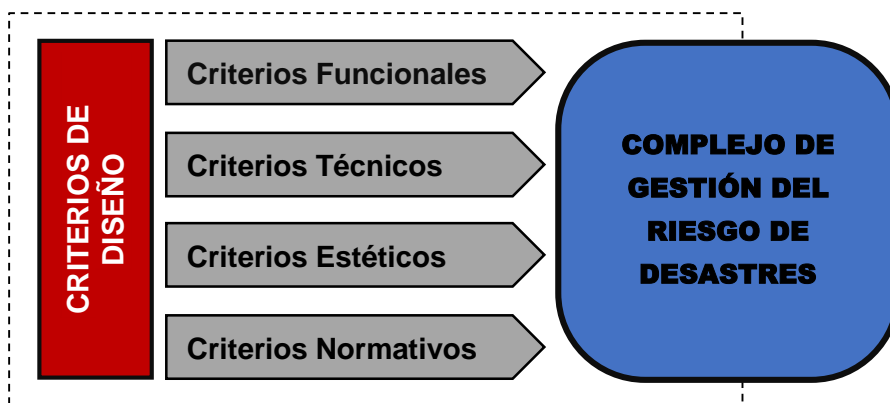 CRITERIOS DE
DISEÑO
Criterios Funcionales
Criterios Técnicos
Criterios Estéticos
Criterios Normativos
COMPLEJO DE
GESTIÓN DEL
RIESGO DE
DESASTRES